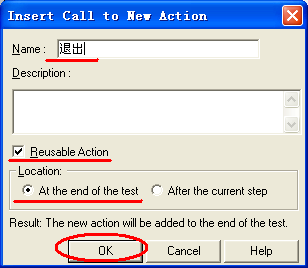 Insert Call to New Action
Name : 退出
Description :
Reusable Action
Location:
At the end of the test After the current step
Result: The new action will be added to the end of the test.
OK Cancel Help